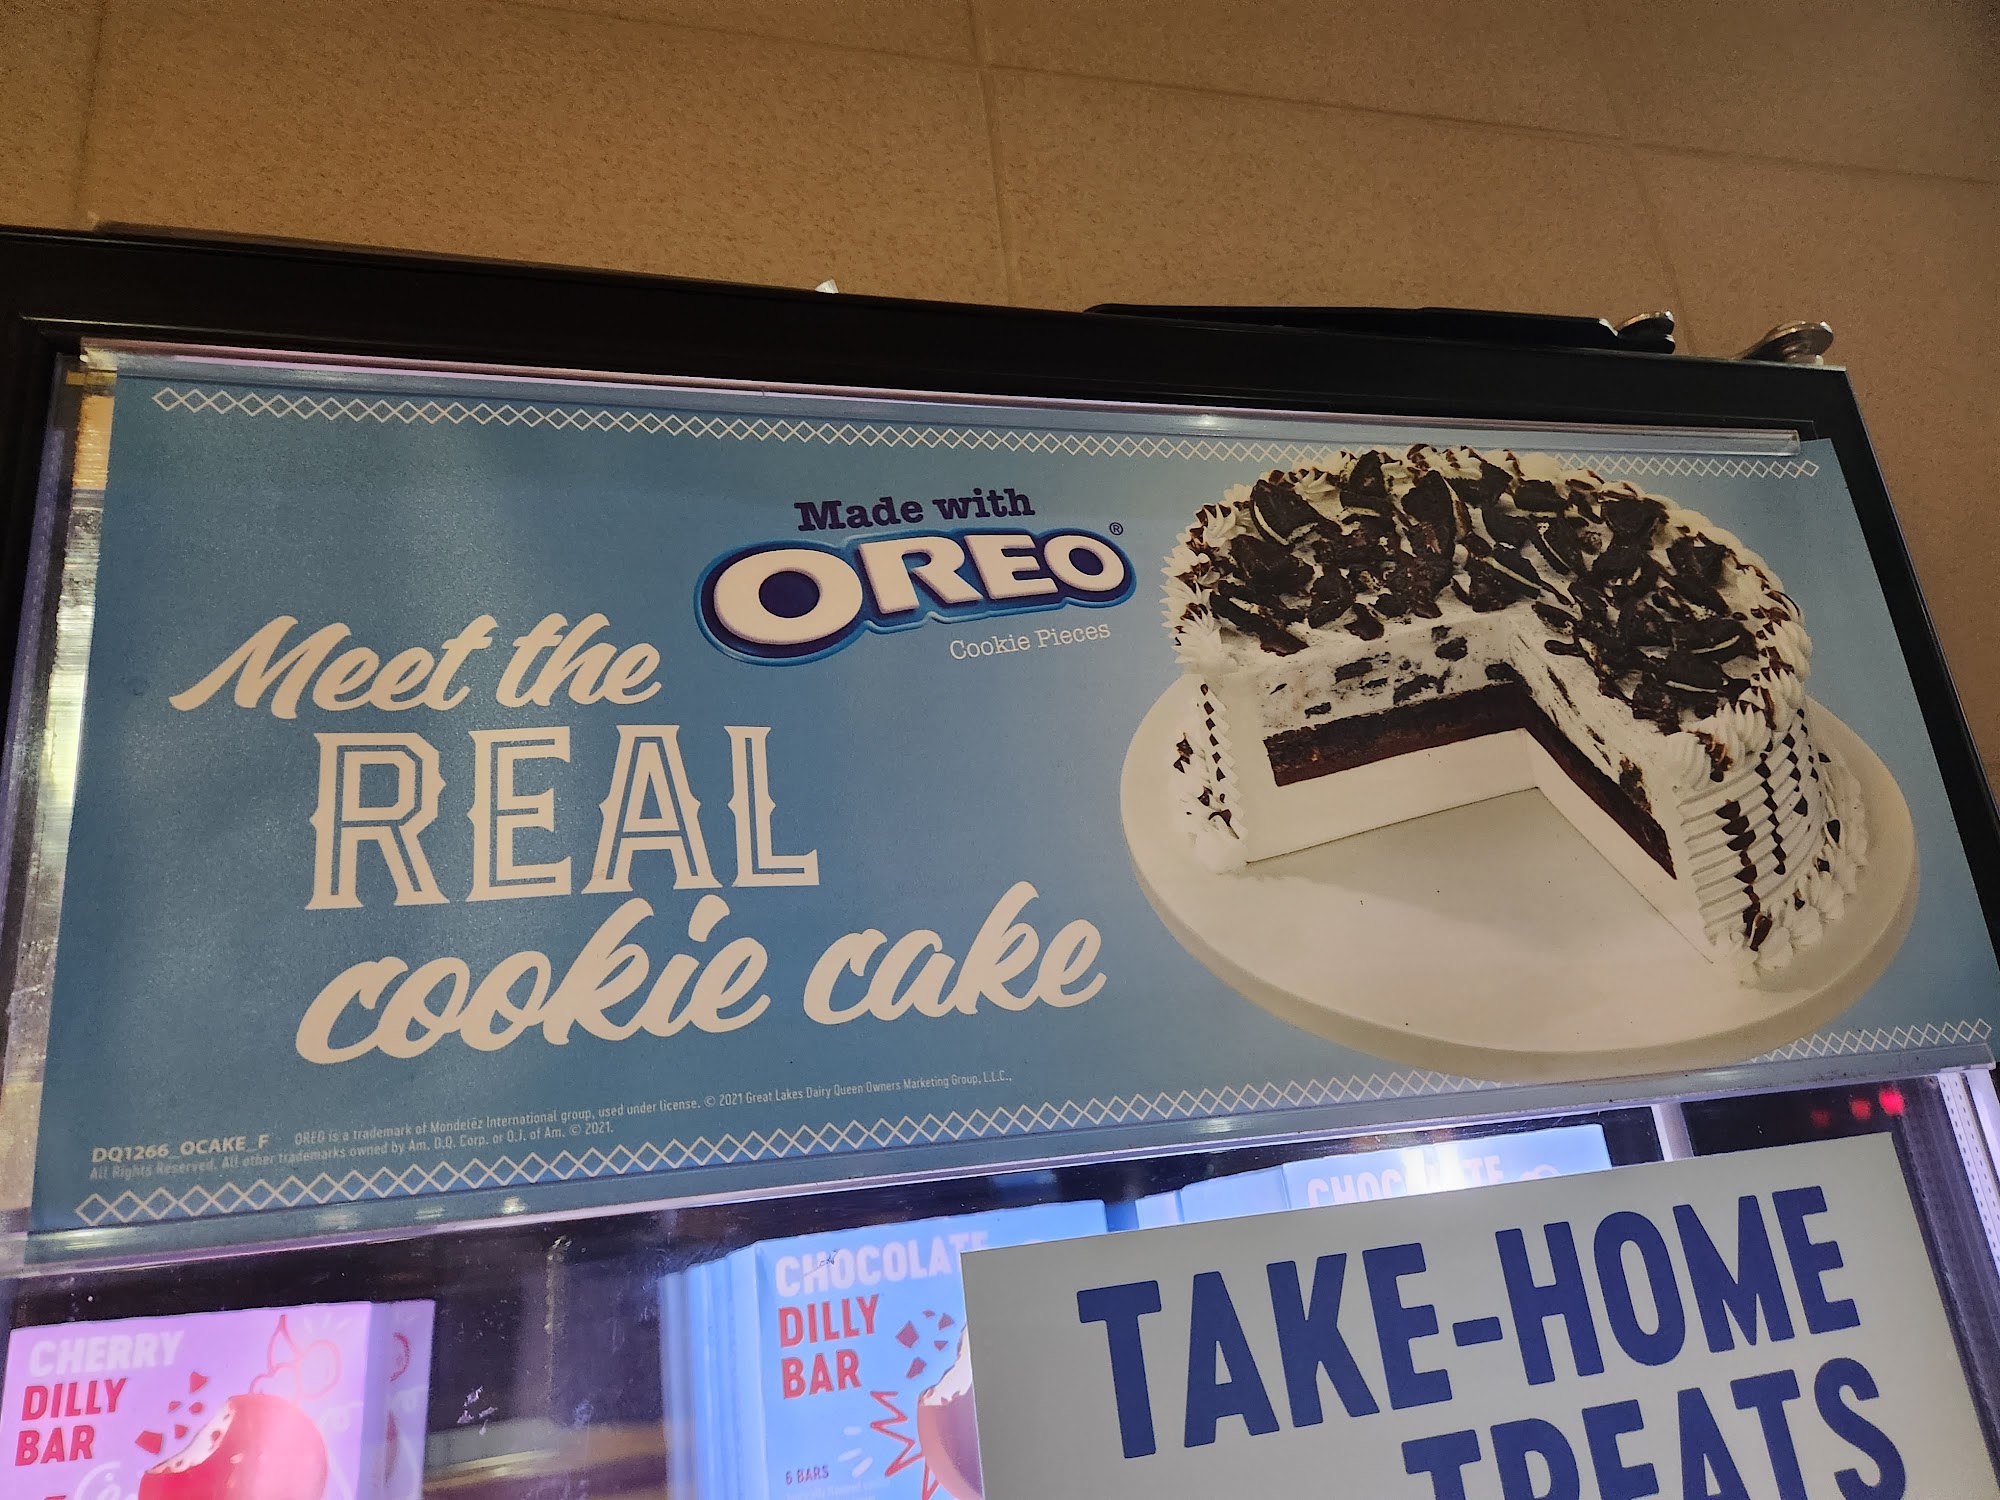 Made with
OREO®
Cookie Pieces
Meet the
REAL
cookie cake
DQ1266_OCAKE_F OREO is a trademark of Mondelēz International group, used under license. © 2021 Great Lakes Dairy Queen Owners Marketing Group, L.L.C.,
All Rights Reserved. All other trademarks owned by Am. D.Q. Corp. or O.J. of Am. © 2021.
CHOCOLATE
CHOCOLATE
DILLY
BAR
6 BARS
CHERRY
DILLY
BAR
TAKE-HOME
TREATS